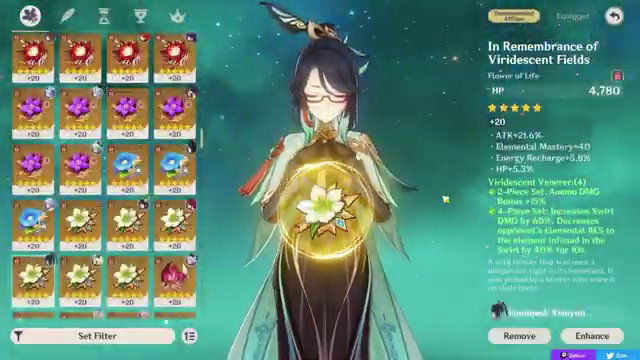 Equipped
In Remembrance of
Viridescent Fields
Flower of Life
HP
4,780
+20
· ATK+21.6%
· Elemental Mastery+40
· Energy Recharge+5.8%
· HP+5.3%
Viridescent Venerer:(4)
2-Piece Set: Anemo DMG
Bonus +15%
4-Piece Set: Increases Swirl
DMG by 60%. Decreases
opponent's Elemental RES to
the element infused in the
Swirl by 40% for 10s.
Equipped: Xianyun
+20 +20 +20 +20
+20 +20 +20 +20
+20 +20 +20 +20
+20 +20 +20 +20
+20 +20 +20 +20
Set Filter
Remove
Enhance